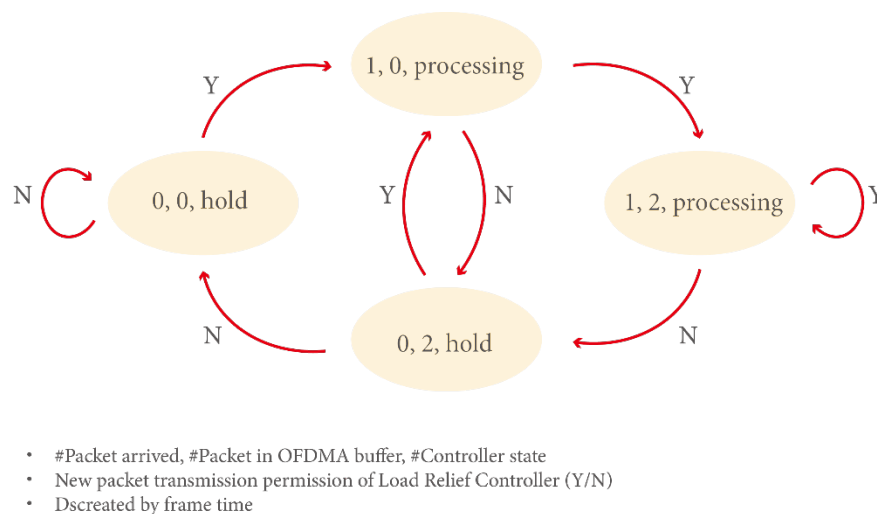 1, 0, processing
Y
Y
N
0, 0, hold
Y
N
1, 2, processing
Y
N
0, 2, hold
N
• #Packet arrived, #Packet in OFDMA buffer, #Controller state
• New packet transmission permission of Load Relief Controller (Y/N)
• Dscreated by frame time